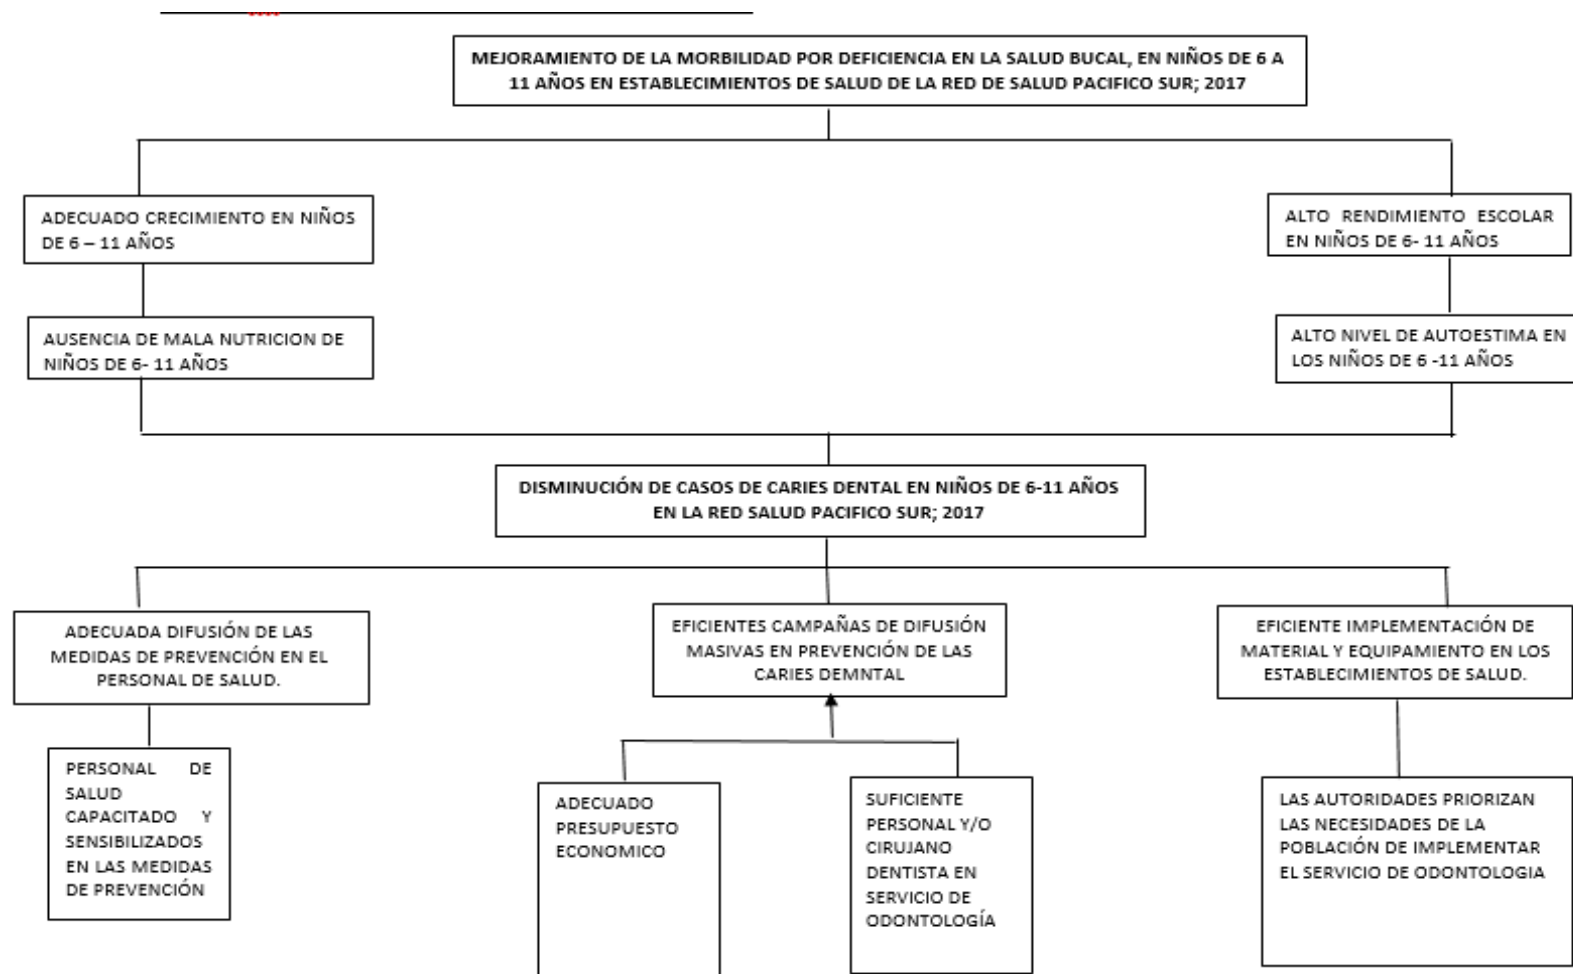 MEJORAMIENTO DE LA MORBILIDAD POR DEFICIENCIA EN LA SALUD BUCAL, EN NIÑOS DE 6 A
11 AÑOS EN ESTABLECIMIENTOS DE SALUD DE LA RED DE SALUD PACIFICO SUR; 2017
ADECUADO CRECIMIENTO EN NIÑOS
DE 6 – 11 AÑOS
ALTO RENDIMIENTO ESCOLAR
EN NIÑOS DE 6- 11 AÑOS
AUSENCIA DE MALA NUTRICION DE
NIÑOS DE 6- 11 AÑOS
ALTO NIVEL DE AUTOESTIMA EN
LOS NIÑOS DE 6 -11 AÑOS
DISMINUCIÓN DE CASOS DE CARIES DENTAL EN NIÑOS DE 6-11 AÑOS
EN LA RED SALUD PACIFICO SUR; 2017
ADECUADA DIFUSIÓN DE LAS
MEDIDAS DE PREVENCIÓN EN EL
PERSONAL DE SALUD.
EFICIENTES CAMPAÑAS DE DIFUSIÓN
MASIVAS EN PREVENCIÓN DE LAS
CARIES DEMNTAL
EFICIENTE IMPLEMENTACIÓN DE
MATERIAL Y EQUIPAMIENTO EN LOS
ESTABLECIMIENTOS DE SALUD.
PERSONAL DE
SALUD
CAPACITADO Y
SENSIBILIZADOS
EN LAS MEDIDAS
DE PREVENCIÓN
ADECUADO
PRESUPUESTO
ECONOMICO
SUFICIENTE
PERSONAL Y/O
CIRUJANO
DENTISTA EN
SERVICIO DE
ODONTOLOGÍA
LAS AUTORIDADES PRIORIZAN
LAS NECESIDADES DE LA
POBLACIÓN DE IMPLEMENTAR
EL SERVICIO DE ODONTOLOGIA